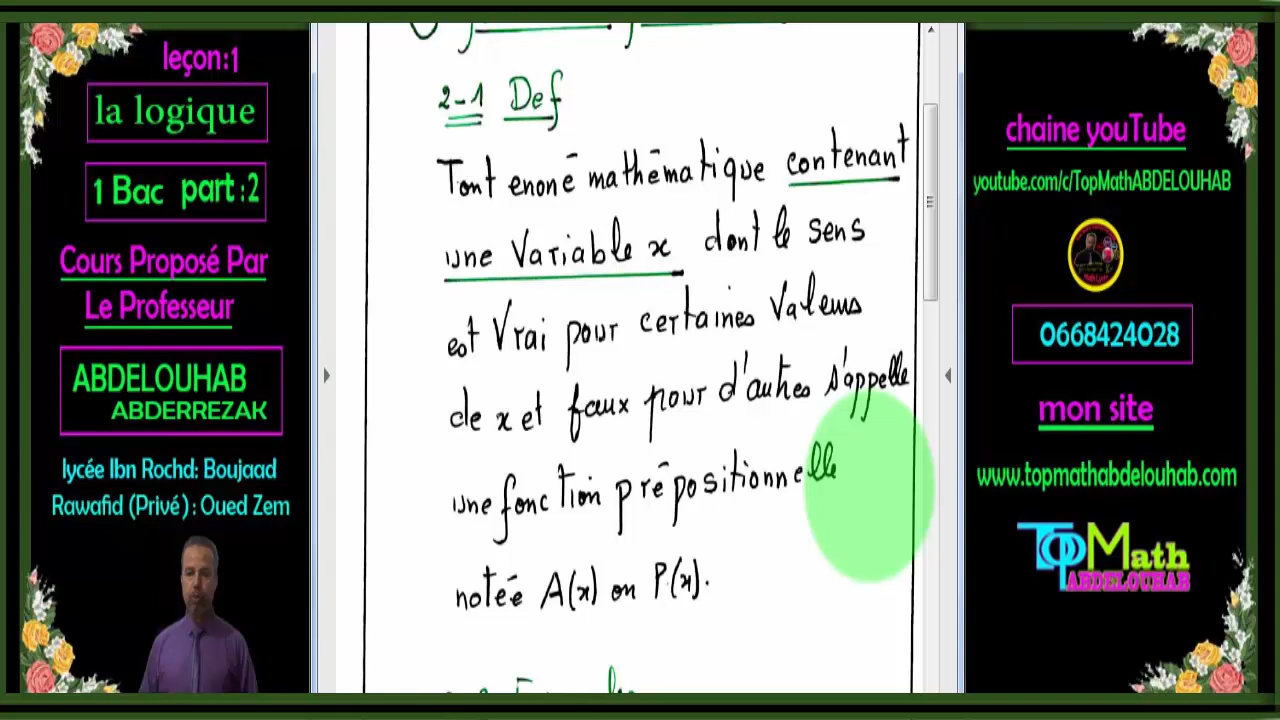 leçon:1
la logique
1 Bac part:2
Cours Proposé Par
Le Professeur
ABDELOUHAB
ABDERREZAK
lycée Ibn Rochd: Boujaad
Rawafid (Privé) : Oued Zem
2-1 Def
Tout enoné mathématique contenant
une variable x dont le sens
est Vrai pour certaines Valeurs
de x et faux pour d'autres s'appelle
une fonction prépositionnelle
notéé A(x) ou P(x).
chaine youTube
youtube.com/c/TopMathABDELOUHAB
0668424028
mon site
www.topmathabdelouhab.com
TOP Math
ABDELOUHAB